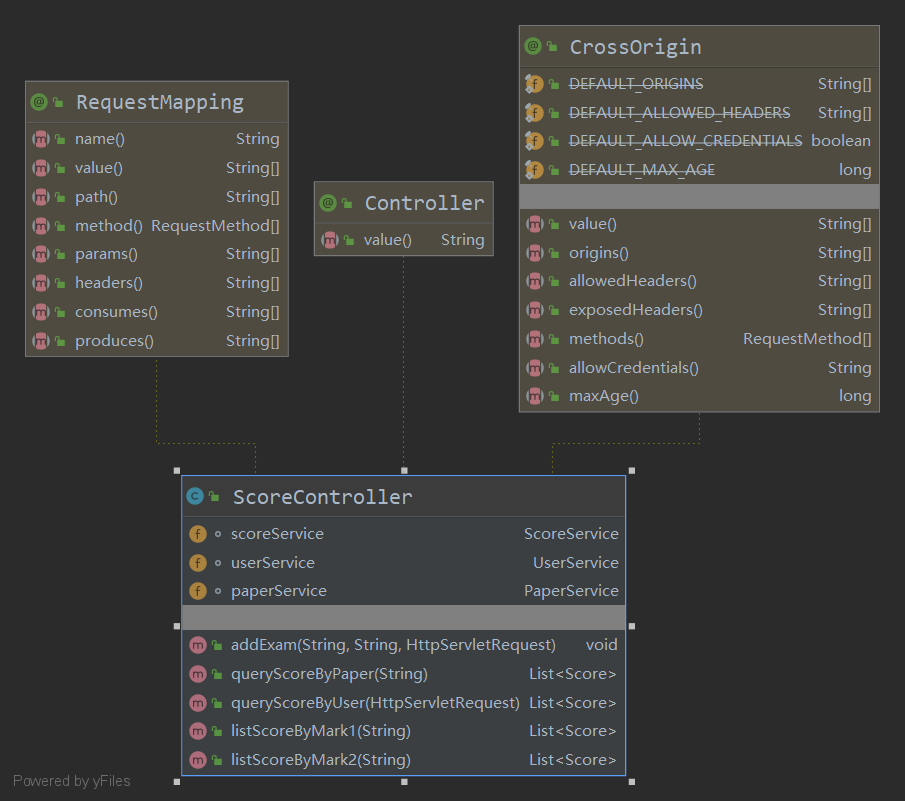 RequestMapping
name() String
value() String[]
path() String[]
method() RequestMethod[]
params() String[]
headers() String[]
consumes() String[]
produces() String[]
Controller
value() String
CrossOrigin
DEFAULT_ORIGINS String[]
DEFAULT_ALLOWED_HEADERS String[]
DEFAULT_ALLOW_CREDENTIALS boolean
DEFAULT_MAX_AGE long
value() String[]
origins() String[]
allowedHeaders() String[]
exposedHeaders() String[]
methods() RequestMethod[]
allowCredentials() String
maxAge() long
ScoreController
scoreService ScoreService
userService UserService
paperService PaperService
addExam(String, String, HttpServletRequest) void
queryScoreByPaper(String) List<Score>
queryScoreByUser(HttpServletRequest) List<Score>
listScoreByMark1(String) List<Score>
listScoreByMark2(String) List<Score>
Powered by yFiles